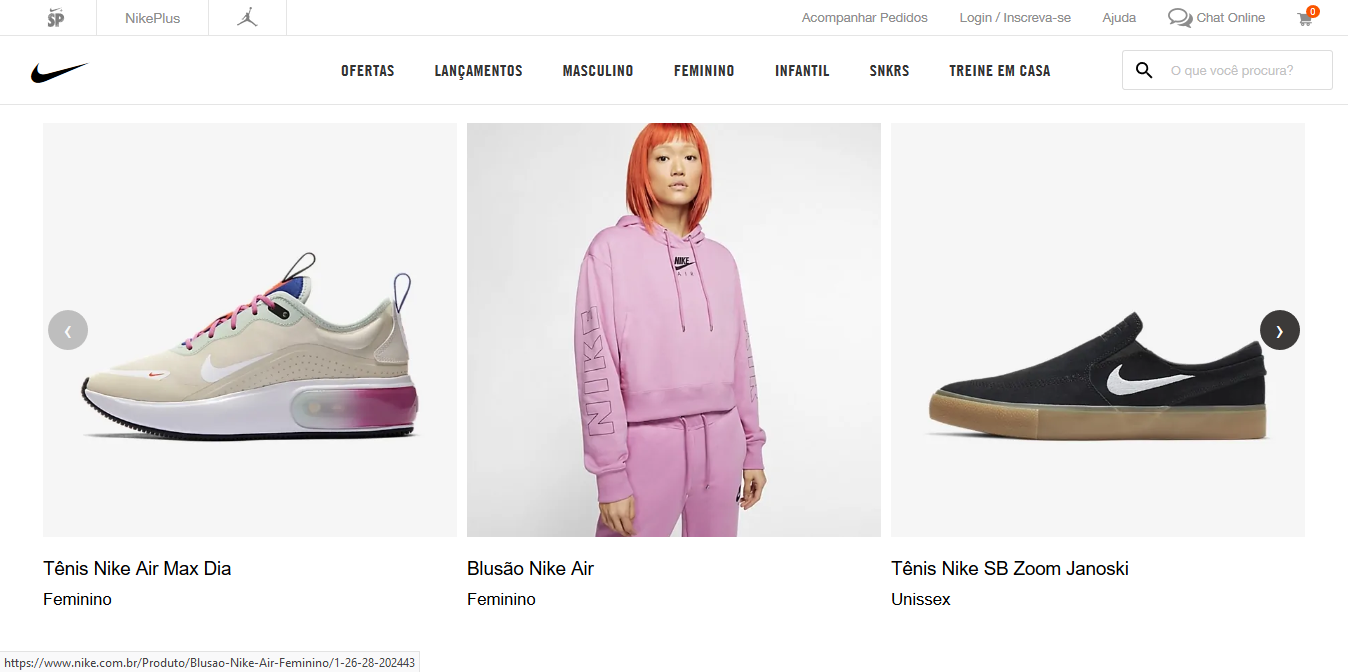 SP
NikePlus
Acompanhar Pedidos
Login / Inscreva-se
Ajuda
Chat Online
0
OFERTAS
LANÇAMENTOS
MASCULINO
FEMININO
INFANTIL
SNKRS
TREINE EM CASA
O que você procura?
NIKE
AIR
NIKE
NIKE
Tênis Nike Air Max Dia
Feminino
Blusão Nike Air
Feminino
Tênis Nike SB Zoom Janoski
Unissex
https://www.nike.com.br/Produto/Blusao-Nike-Air-Feminino/1-26-28-202443